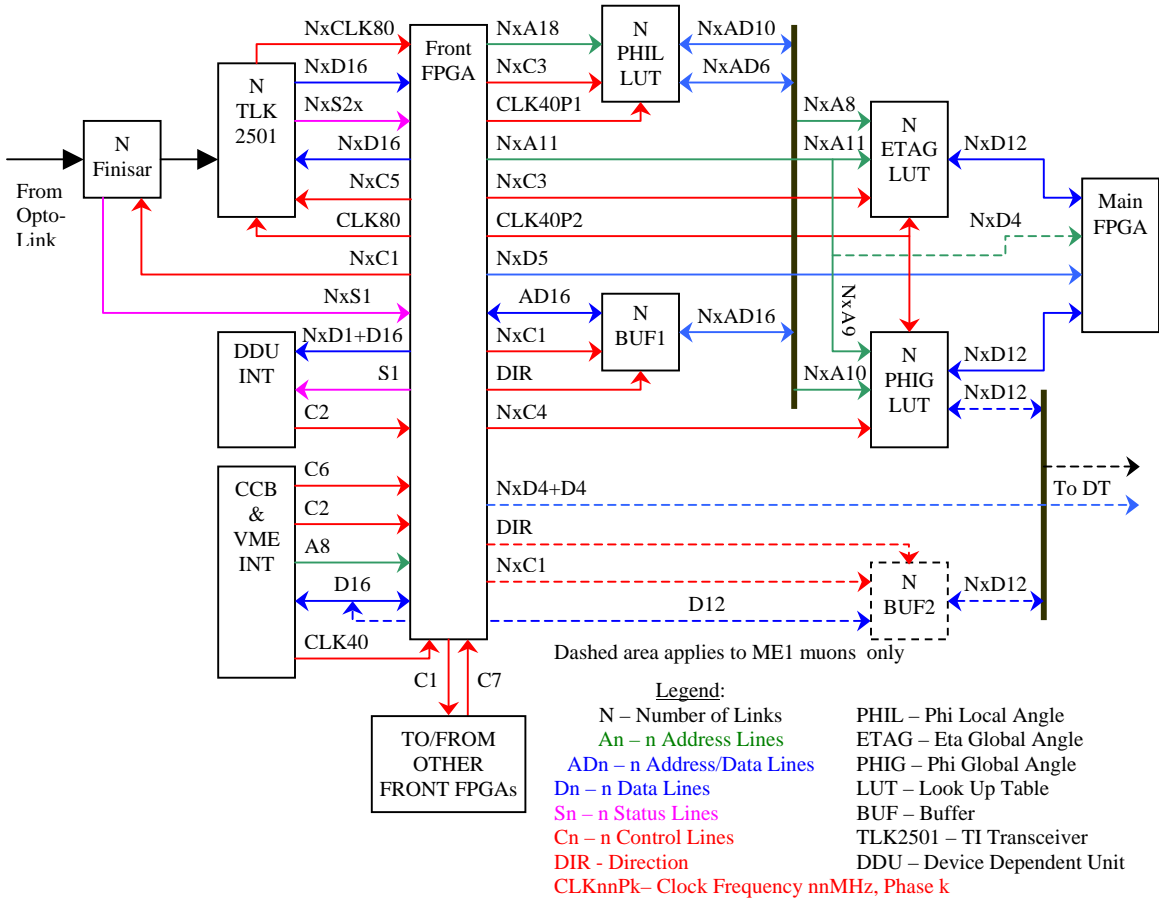 NxCLK80
NxD16
NxS2x
NxD16
NxC5
CLK80
NxC1
NxS1
NxD1+D16
S1
C2
C6
C2
A8
D16
CLK40
N
TLK
2501
N
Finisar
From
Opto-
Link
DDU
INT
CCB
&
VME
INT
Front
FPGA
C1
C7
TO/FROM
OTHER
FRONT FPGAs
NxA18
NxC3
CLK40P1
NxA11
NxC3
CLK40P2
NxD5
AD16
NxC1
DIR
NxC4
NxD4+D4
DIR
NxC1
D12
N
PHIL
LUT
NxAD10
NxAD6
N
BUF1
NxAD16
NxA8
NxA11
NxA9
NxA10
N
ETAG
LUT
NxD12
NxD4
Main
FPGA
N
PHIG
LUT
NxD12
NxD12
To DT
N
BUF2
NxD12
Dashed area applies to ME1 muons only
Legend:
N – Number of Links
An – n Address Lines
ADn – n Address/Data Lines
Dn – n Data Lines
Sn – n Status Lines
Cn – n Control Lines
DIR - Direction
CLKnnPk– Clock Frequency nnMHz, Phase k
PHIL – Phi Local Angle
ETAG – Eta Global Angle
PHIG – Phi Global Angle
LUT – Look Up Table
BUF – Buffer
TLK2501 – TI Transceiver
DDU – Device Dependent Unit